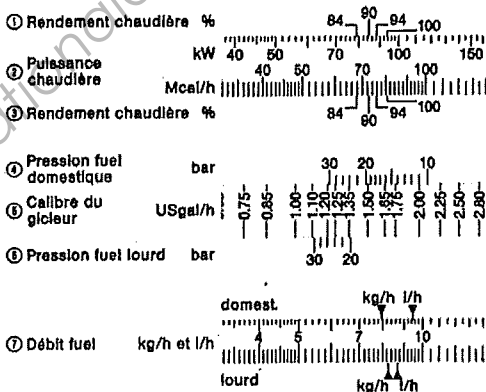 ① Rendement chaudière % 84 90 94 100
kW 40 50 70 100 150
② Puissance chaudière
40 50 70 100
Mcal/h
③ Rendement chaudière % 84 90 94 100
④ Pression fuel domestique bar 30 20 10
⑤ Calibre du gicleur USgal/h 0.75 0.85 1.00 1.10 1.20 1.25 1.35 1.50 1.65 1.75 2.00 2.25 2.50 2.80
⑥ Pression fuel lourd bar 30 20
domest. kg/h l/h
⑦ Débit fuel kg/h et l/h 4 5 7 10
lourd kg/h l/h